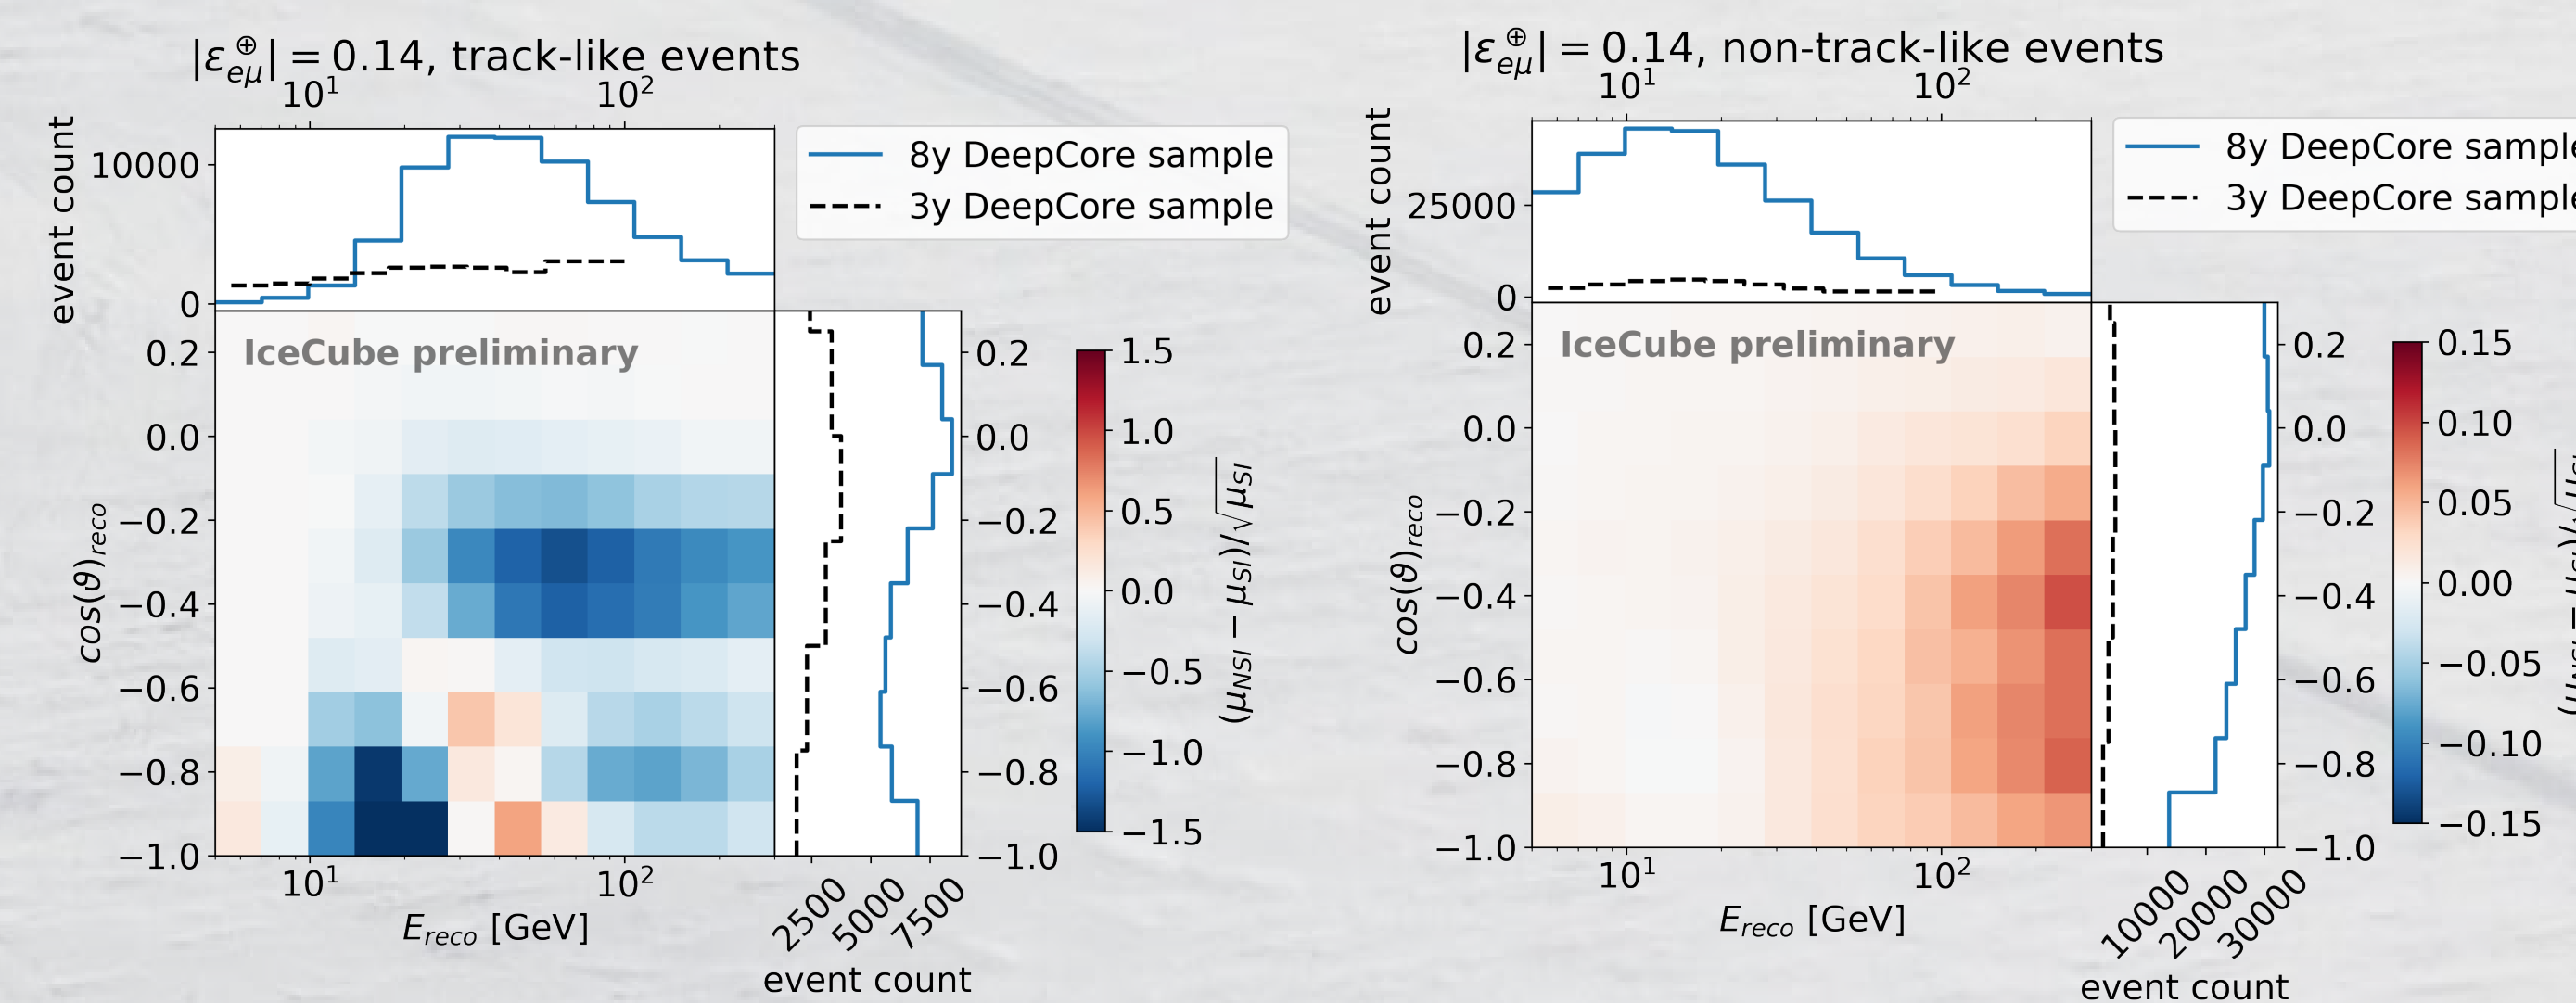 |ε⊕eμ| = 0.14, track-like events
10¹ 10²
event count
10000
0
8y DeepCore sample
3y DeepCore sample
IceCube preliminary
cos(ϑ)reco
0.2
0.0
−0.2
−0.4
−0.6
−0.8
−1.0
10¹ 10²
Ereco [GeV]
0.2
0.0
−0.2
−0.4
−0.6
−0.8
−1.0
2500 5000 7500
event count
1.5
1.0
0.5
0.0
−0.5
−1.0
−1.5
(μNSI − μSI)/√μSI
|ε⊕eμ| = 0.14, non-track-like events
10¹ 10²
event count
25000
0
8y DeepCore
3y DeepCore
IceCube preliminary
cos(ϑ)reco
0.2
0.0
−0.2
−0.4
−0.6
−0.8
−1.0
10¹ 10²
Ereco [GeV]
0.2
0.0
−0.2
−0.4
−0.6
−0.8
−1.0
10000 20000 30000
event count
0.15
0.10
0.05
0.00
−0.05
−0.10
−0.15